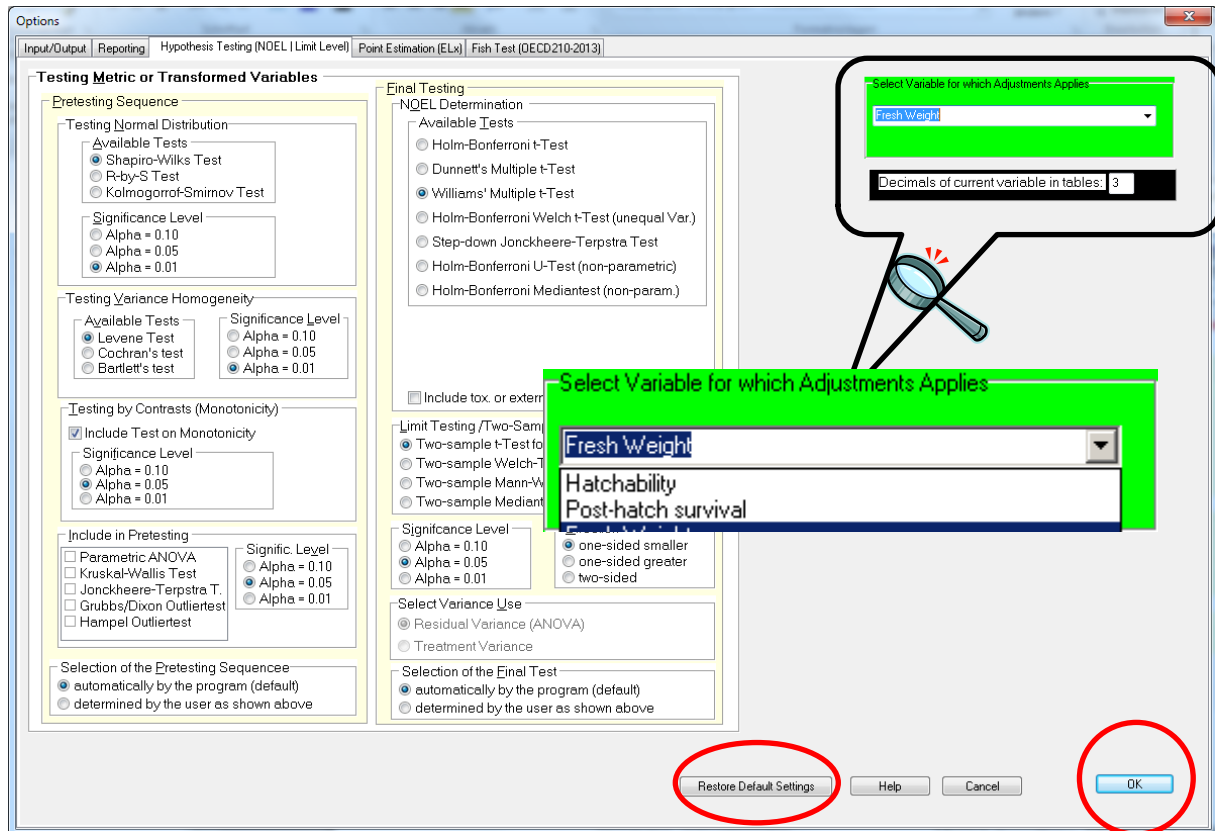 Options
Input/Output
Reporting
Hypothesis Testing (NOEL | Limit Level)
Point Estimation (ELx)
Fish Test (OECD210-2013)
Testing Metric or Transformed Variables
Pretesting Sequence
Testing Normal Distribution
Available Tests
Shapiro-Wilks Test
R-by-S Test
Kolmogorrof-Smirnov Test
Significance Level
Alpha = 0.10
Alpha = 0.05
Alpha = 0.01
Testing Variance Homogeneity
Available Tests
Levene Test
Cochran's test
Bartlett's test
Significance Level
Alpha = 0.10
Alpha = 0.05
Alpha = 0.01
Testing by Contrasts (Monotonicity)
Include Test on Monotonicity
Significance Level
Alpha = 0.10
Alpha = 0.05
Alpha = 0.01
Include in Pretesting
Parametric ANOVA
Kruskal-Wallis Test
Jonckheere-Terpstra T.
Grubbs/Dixon Outliertest
Hampel Outliertest
Signific. Level
Alpha = 0.10
Alpha = 0.05
Alpha = 0.01
Selection of the Pretesting Sequencee
automatically by the program (default)
determined by the user as shown above
Final Testing
NOEL Determination
Available Tests
Holm-Bonferroni t-Test
Dunnett's Multiple t-Test
Williams' Multiple t-Test
Holm-Bonferroni Welch t-Test (unequal Var.)
Step-down Jonckheere-Terpstra Test
Holm-Bonferroni U-Test (non-parametric)
Holm-Bonferroni Mediantest (non-param.)
Include tox. or extern
Limit Testing /Two-Sam
Two-sample t-Test fo
Two-sample Welch-T
Two-sample Mann-W
Two-sample Mediant
Signifcance Level
Alpha = 0.10
Alpha = 0.05
Alpha = 0.01
one-sided smaller
one-sided greater
two-sided
Select Variance Use
Residual Variance (ANOVA)
Treatment Variance
Selection of the Final Test
automatically by the program (default)
determined by the user as shown above
Select Variable for which Adjustments Applies
Fresh Weight
Decimals of current variable in tables: 3
Select Variable for which Adjustments Applies
Fresh Weight
Hatchability
Post-hatch survival
Fresh Weight
Restore Default Settings
Help
Cancel
OK